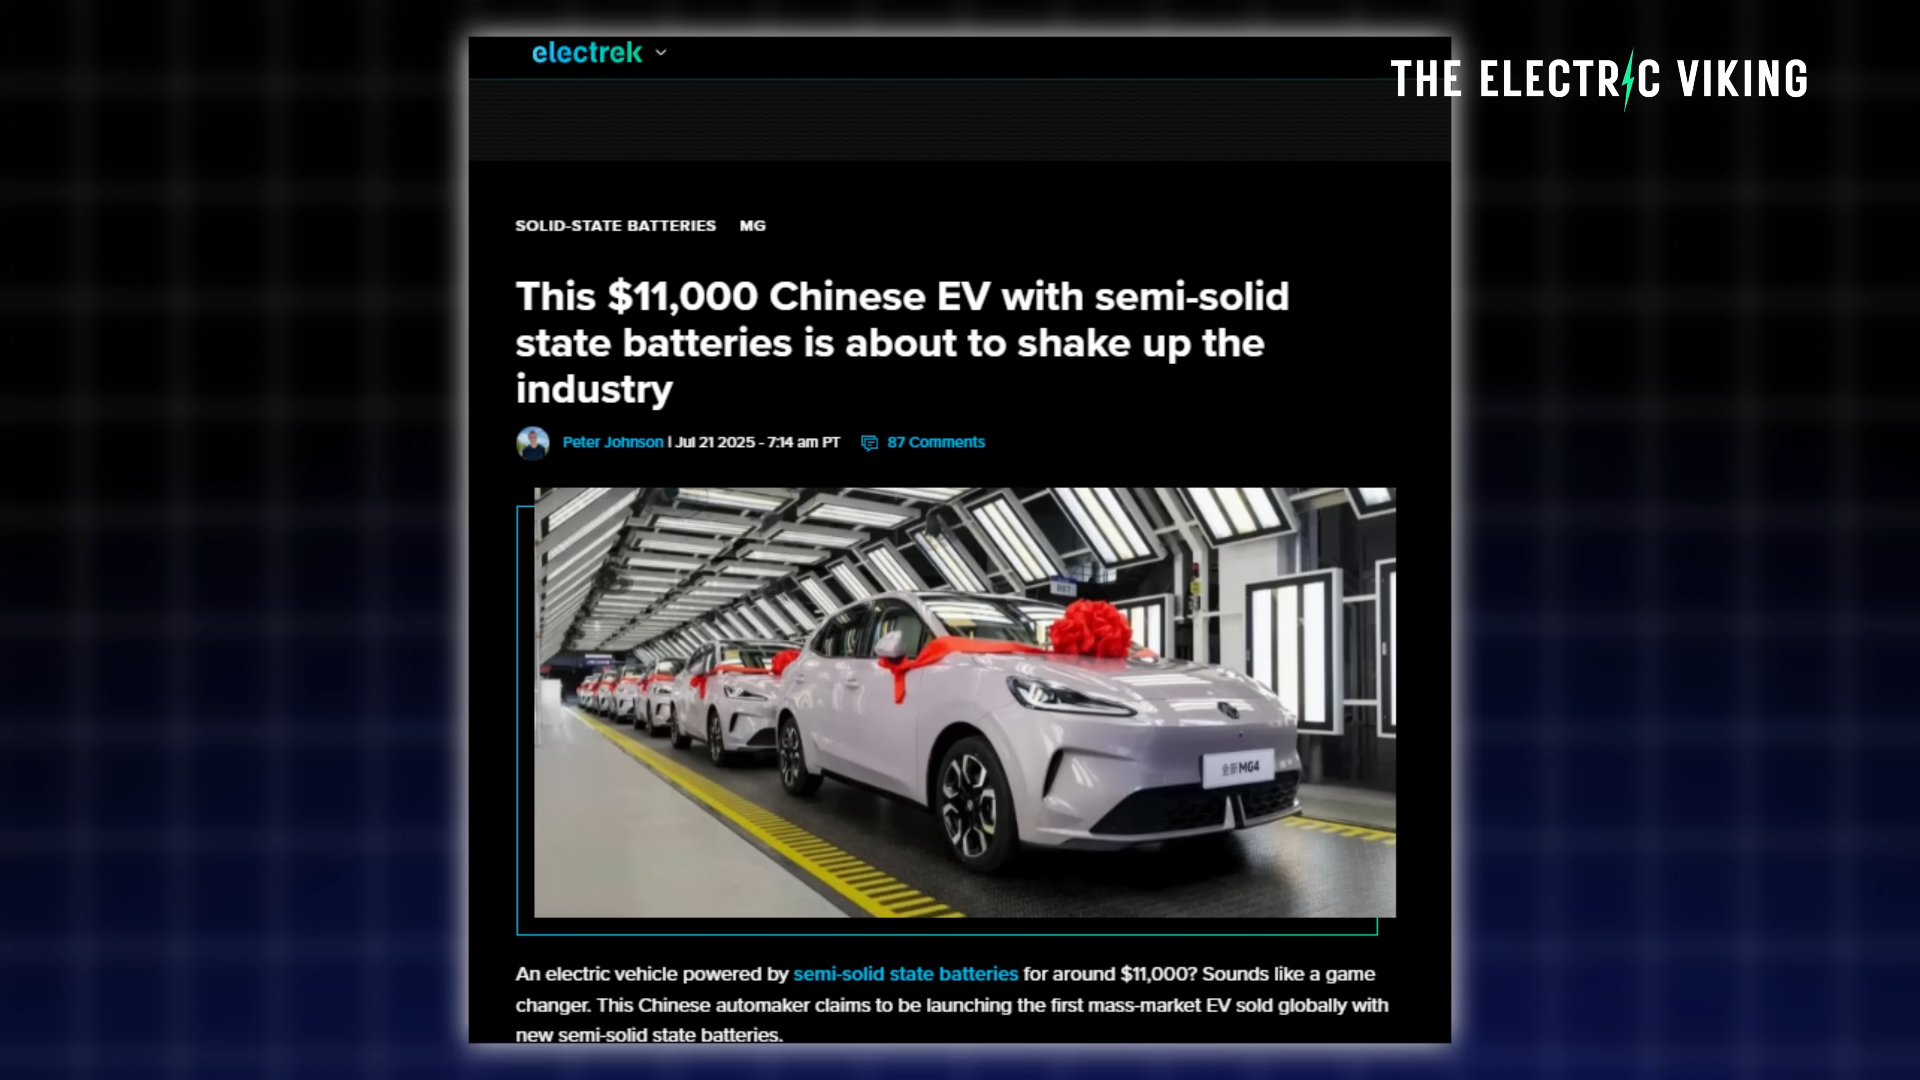 electrek
THE ELECTRIC VIKING
SOLID-STATE BATTERIES MG
This $11,000 Chinese EV with semi-solid
state batteries is about to shake up the
industry
Peter Johnson | Jul 21 2025 - 7:14 am PT 87 Comments
全新MG4
An electric vehicle powered by semi-solid state batteries for around $11,000? Sounds like a game
changer. This Chinese automaker claims to be launching the first mass-market EV sold globally with
new semi-solid state batteries.